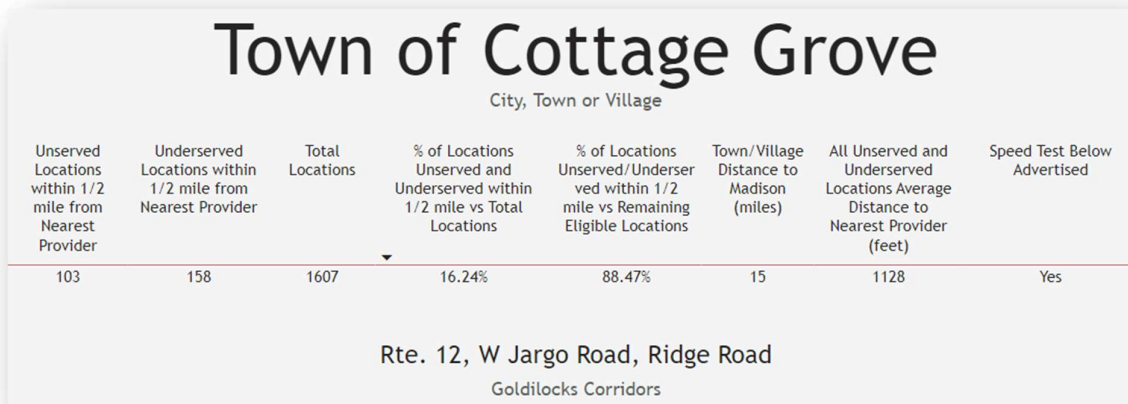 Town of Cottage Grove
City, Town or Village
Unserved
Locations
within 1/2
mile from
Nearest
Provider
Underserved
Locations within
1/2 mile from
Nearest Provider
Total
Locations
% of Locations
Unserved and
Underserved within
1/2 mile vs Total
Locations
% of Locations
Unserved/Underser
ved within 1/2
mile vs Remaining
Eligible Locations
Town/Village
Distance to
Madison
(miles)
All Unserved and
Underserved
Locations Average
Distance to
Nearest Provider
(feet)
Speed Test Below
Advertised
103 158 1607 16.24% 88.47% 15 1128 Yes
Rte. 12, W Jargo Road, Ridge Road
Goldilocks Corridors